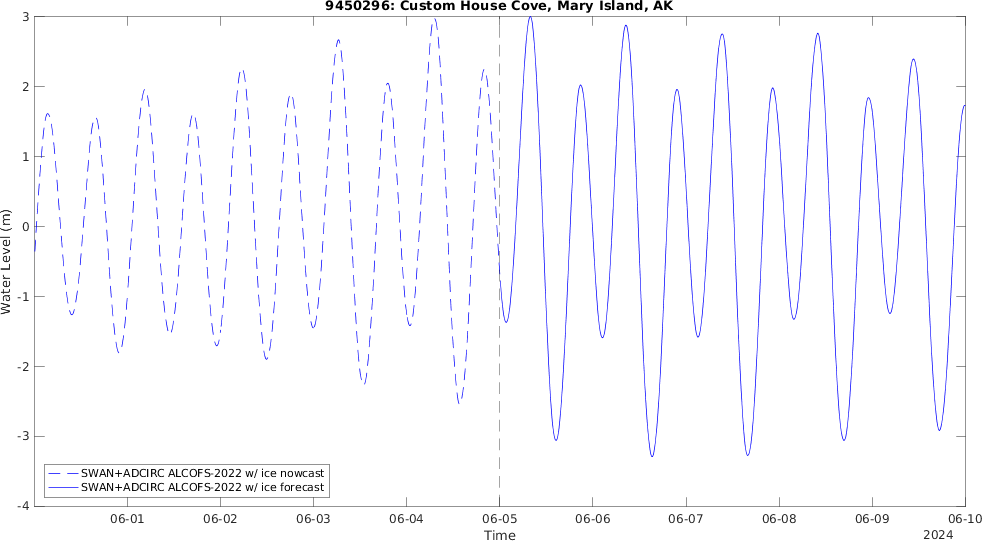 9450296: Custom House Cove, Mary Island, AK
Water Level (m)
3
2
1
0
-1
-2
-3
-4
SWAN+ADCIRC ALCOFS-2022 w/ ice nowcast
SWAN+ADCIRC ALCOFS-2022 w/ ice forecast
06-01 06-02 06-03 06-04 06-05 06-06 06-07 06-08 06-09 06-10
Time
2024